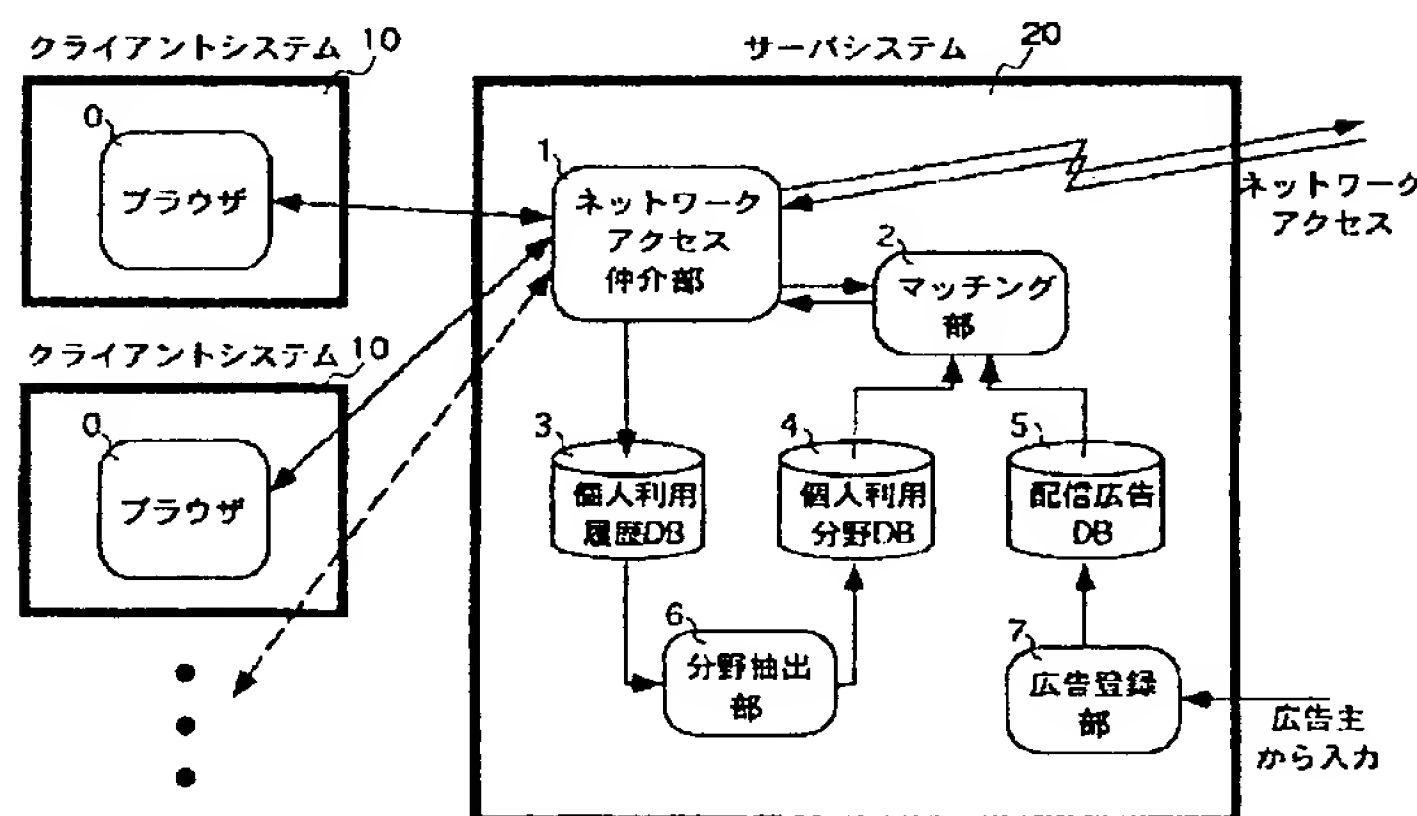 クライアントシステム 10
0
ブラウザ
クライアントシステム 10
0
ブラウザ
サーバシステム 20
1
ネットワーク
アクセス
仲介部
ネットワーク
アクセス
2
マッチング
部
3
個人利用
履歴DB
4
個人利用
分野DB
5
配信広告
DB
6
分野抽出
部
7
広告登録
部
広告主
から入力